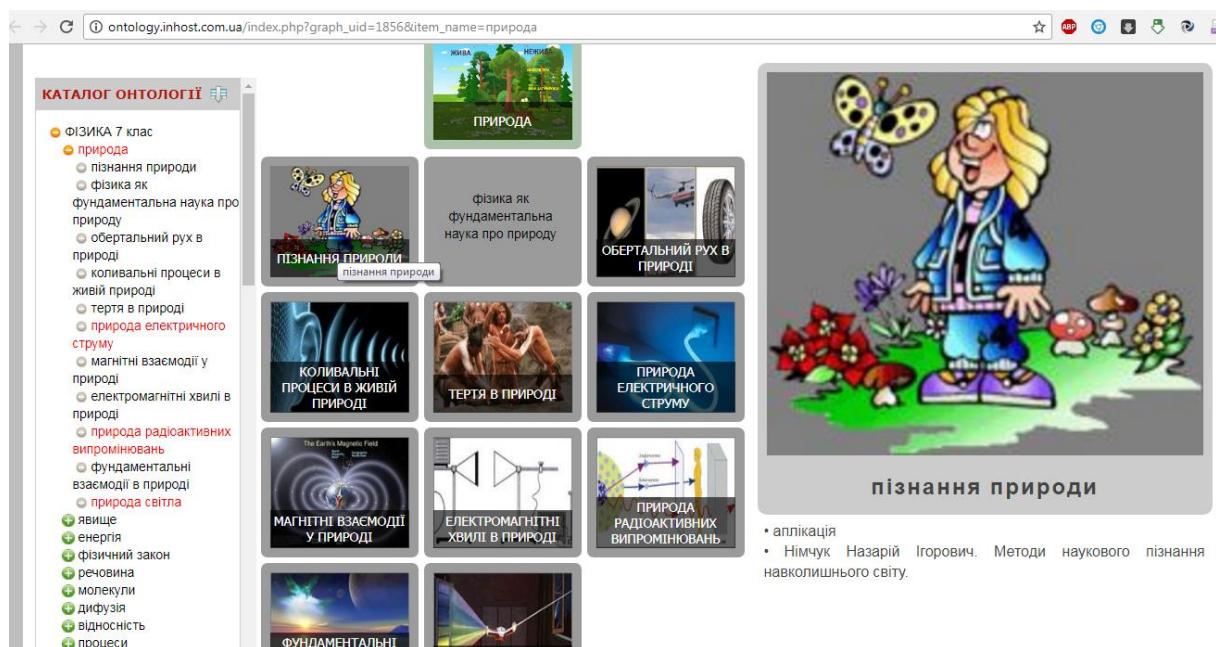 ontology.inhost.com.ua/index.php?graph_uid=1856&item_name=природа
ABP
КАТАЛОГ ОНТОЛОГІЇ
ФІЗИКА 7 клас
природа
пізнання природи
фізика як
фундаментальна наука про
природу
обертальний рух в
природі
коливальні процеси в
живій природі
тертя в природі
природа електричного
струму
магнітні взаємодії у
природі
електромагнітні хвилі в
природі
природа радіоактивних
випромінювань
фундаментальні
взаємодії в природі
природа світла
явище
енергія
фізичний закон
речовина
молекули
дифузія
відносність
процеси
ЖИВА НЕЖИВА
ПРИРОДА
ПІЗНАННЯ ПРИРОДИ
пізнання природи
фізика як
фундаментальна
наука про природу
ОБЕРТАЛЬНИЙ РУХ В
ПРИРОДІ
КОЛИВАЛЬНІ
ПРОЦЕСИ В ЖИВІЙ
ПРИРОДІ
ТЕРТЯ В ПРИРОДІ
ПРИРОДА
ЕЛЕКТРИЧНОГО
СТРУМУ
The Earth's Magnetic Field
МАГНІТНІ ВЗАЄМОДІЇ
У ПРИРОДІ
ЕЛЕКТРОМАГНІТНІ
ХВИЛІ В ПРИРОДІ
ПРИРОДА
РАДІОАКТИВНИХ
ВИПРОМІНЮВАНЬ
ФУНДАМЕНТАЛЬНІ
пізнання природи
• аплікація
• Німчук Назарій Ігорович. Методи наукового пізнання
навколишнього світу.